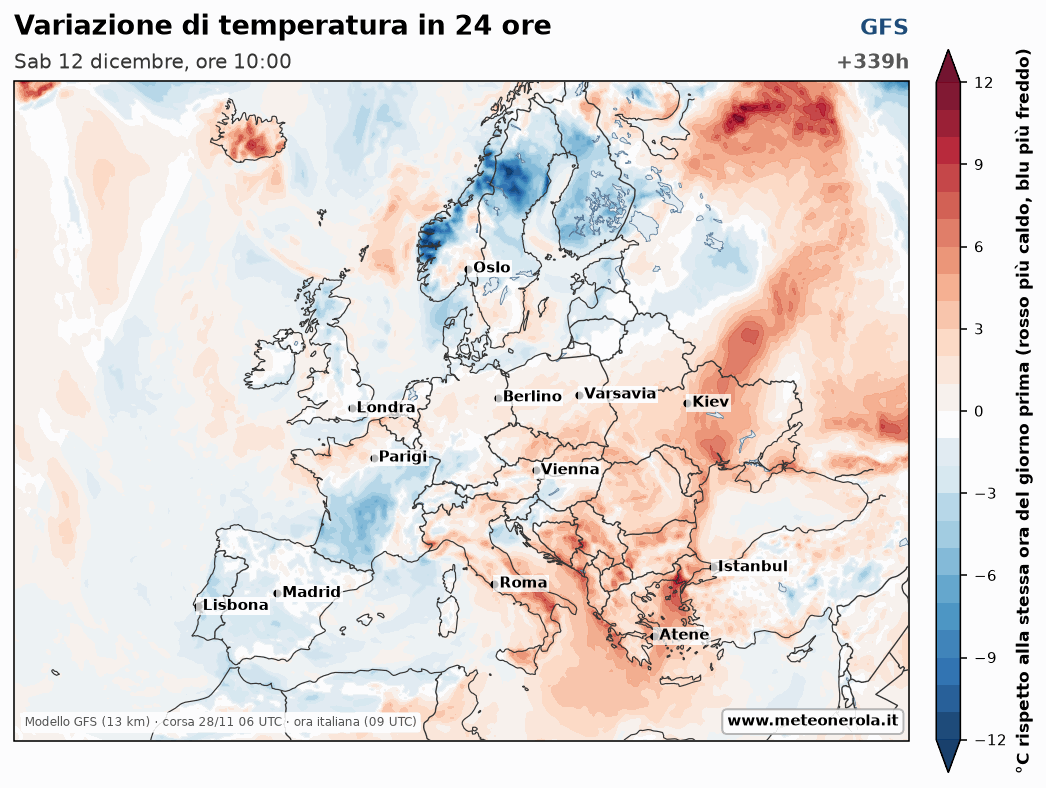 Variazione di temperatura in 24 ore
GFS
Sab 12 dicembre, ore 10:00
+339h
Oslo
Berlino
Varsavia
Kiev
Londra
Parigi
Vienna
Istanbul
Roma
Madrid
Lisbona
Atene
Modello GFS (13 km) · corsa 28/11 06 UTC · ora italiana (09 UTC)
www.meteonerola.it
12
9
6
3
0
−3
−6
−9
−12
°C rispetto alla stessa ora del giorno prima (rosso più caldo, blu più freddo)